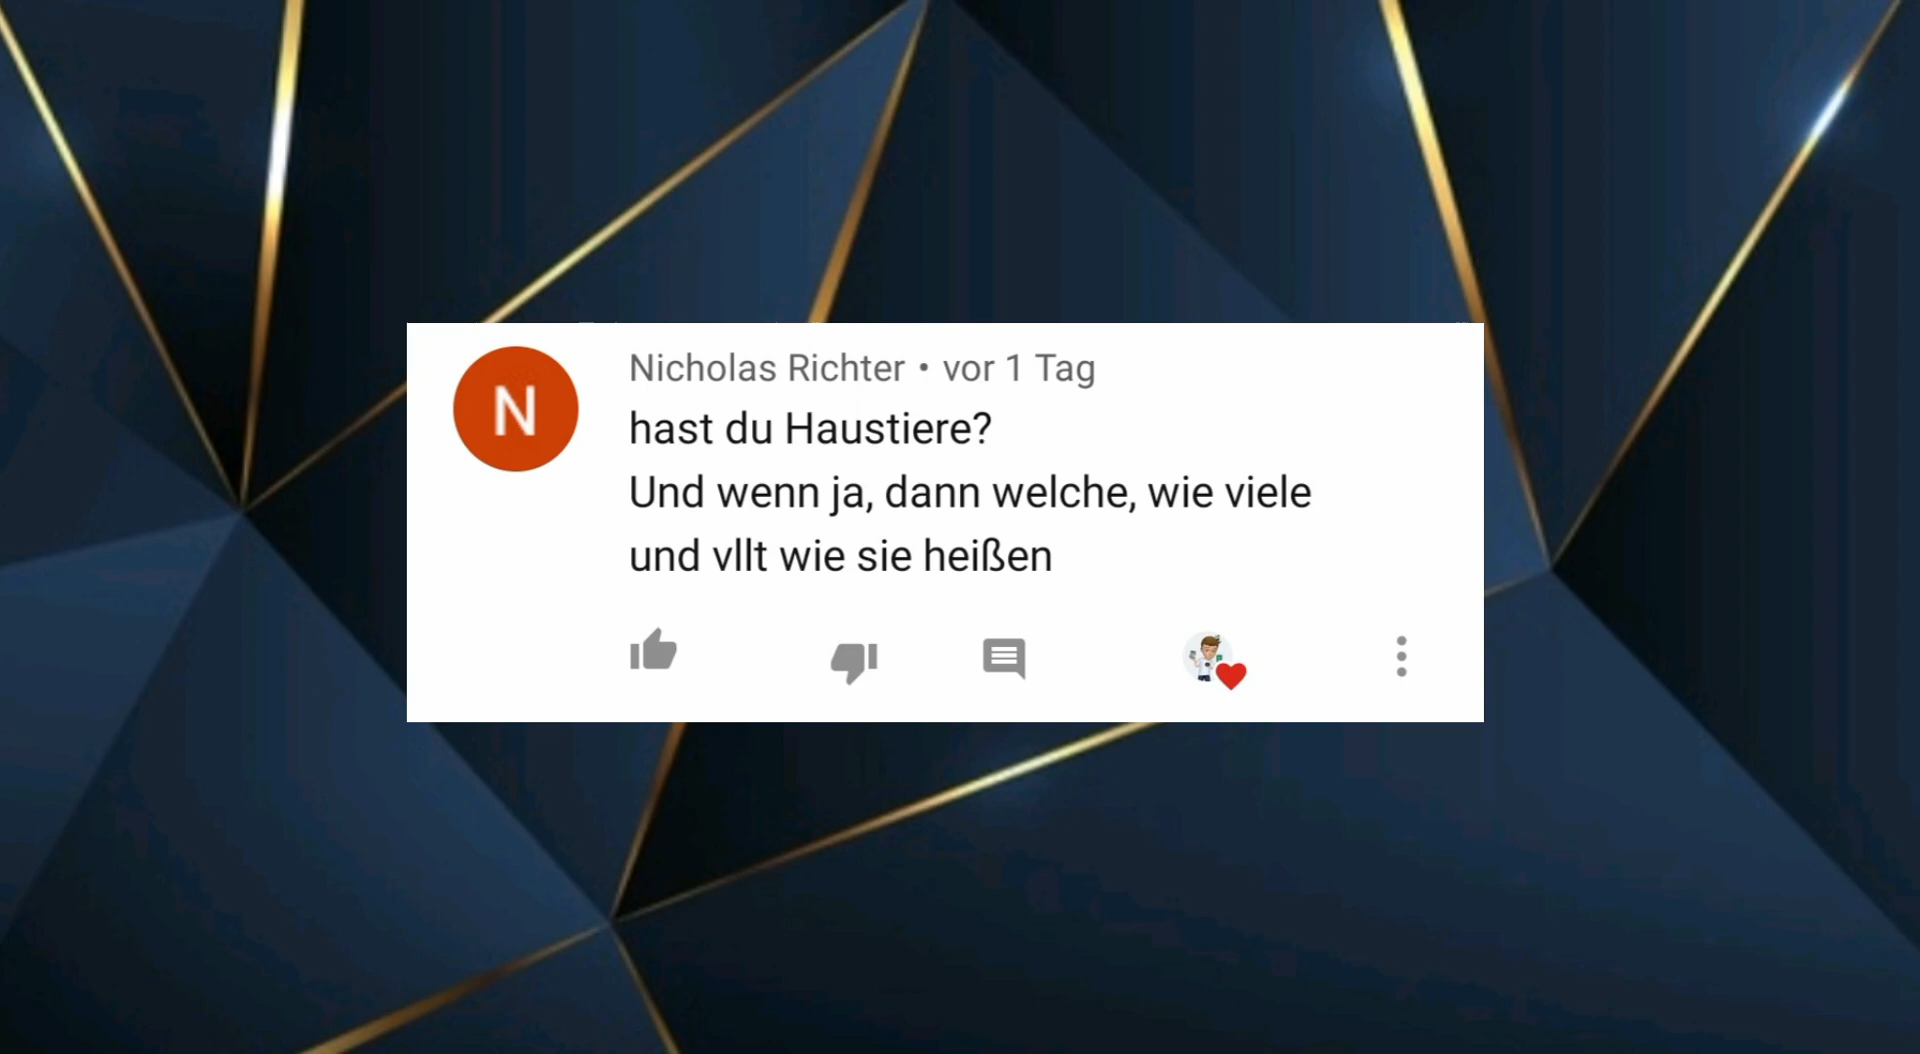 N
Nicholas Richter • vor 1 Tag
hast du Haustiere?
Und wenn ja, dann welche, wie viele
und vllt wie sie heißen